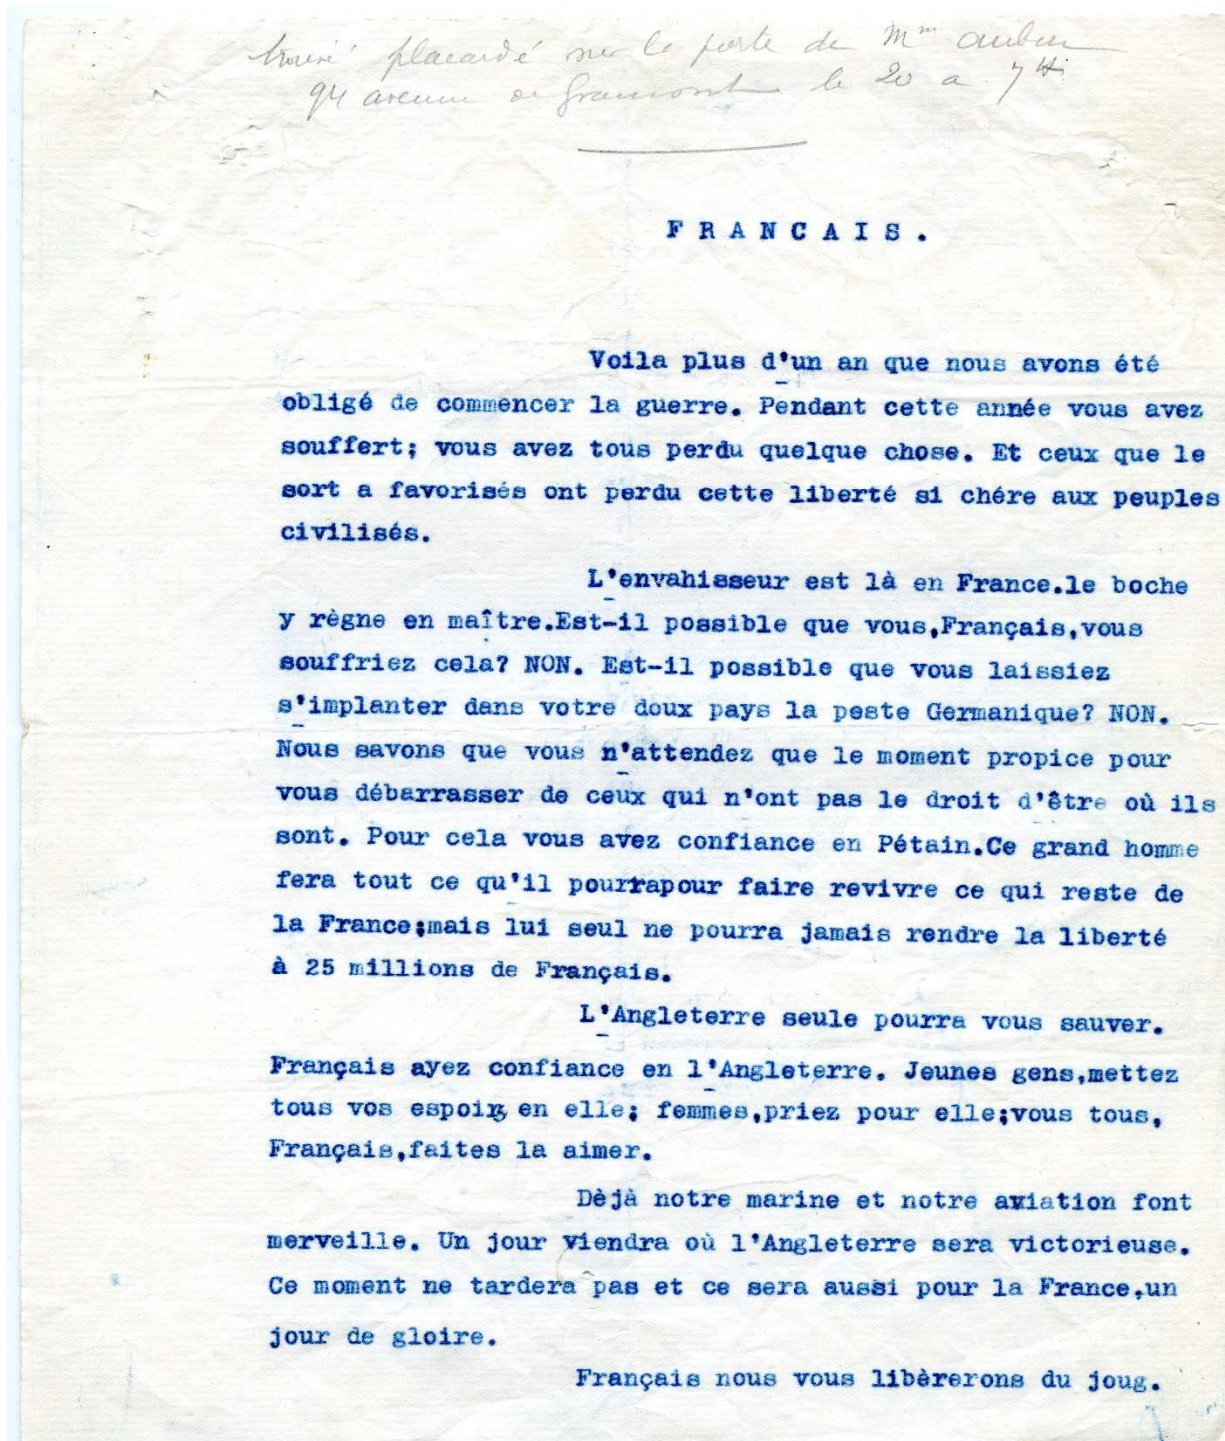 trouvé placardé sur la porte de Mme Aubin
94 avenue de Grammont le 20 a 7H
FRANCAIS.
Voila plus d'un an que nous avons été
obligé de commencer la guerre. Pendant cette année vous avez
souffert; vous avez tous perdu quelque chose. Et ceux que le
sort a favorisés ont perdu cette liberté si chére aux peuples
civilisés.
L'envahisseur est là en France.le boche
y règne en maître.Est-il possible que vous,Français,vous
souffriez cela? NON. Est-il possible que vous laissiez
s'implanter dans votre doux pays la peste Germanique? NON.
Nous savons que vous n'attendez que le moment propice pour
vous débarrasser de ceux qui n'ont pas le droit d'être où ils
sont. Pour cela vous avez confiance en Pétain.Ce grand homme
fera tout ce qu'il pourrapour faire revivre ce qui reste de
la France;mais lui seul ne pourra jamais rendre la liberté
à 25 millions de Français.
L'Angleterre seule pourra vous sauver.
Français ayez confiance en l'Angleterre. Jeunes gens,mettez
tous vos espoirs en elle; femmes,priez pour elle;vous tous,
Français,faites la aimer.
Dèjà notre marine et notre aviation font
merveille. Un jour viendra où l'Angleterre sera victorieuse.
Ce moment ne tardera pas et ce sera aussi pour la France,un
jour de gloire.
Français nous vous libèrerons du joug.